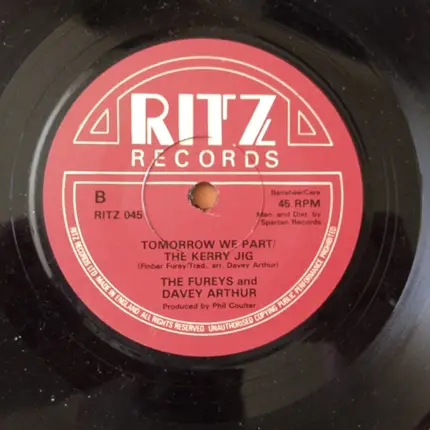 RITZ
RECORDS
B
RITZ 045
Banshee/Care
45 RPM
Man and Dist by
Spartan Records
TOMORROW WE PART/
THE KERRY JIG
(Finbar Furey/Trad. arr. Davey Arthur)
THE FUREYS and
DAVEY ARTHUR
Produced by Phil Coulter
RITZ RECORDS LTD MADE IN ENGLAND. ALL RIGHTS RESERVED UNAUTHORISED COPYING PUBLIC PERFORMANCE